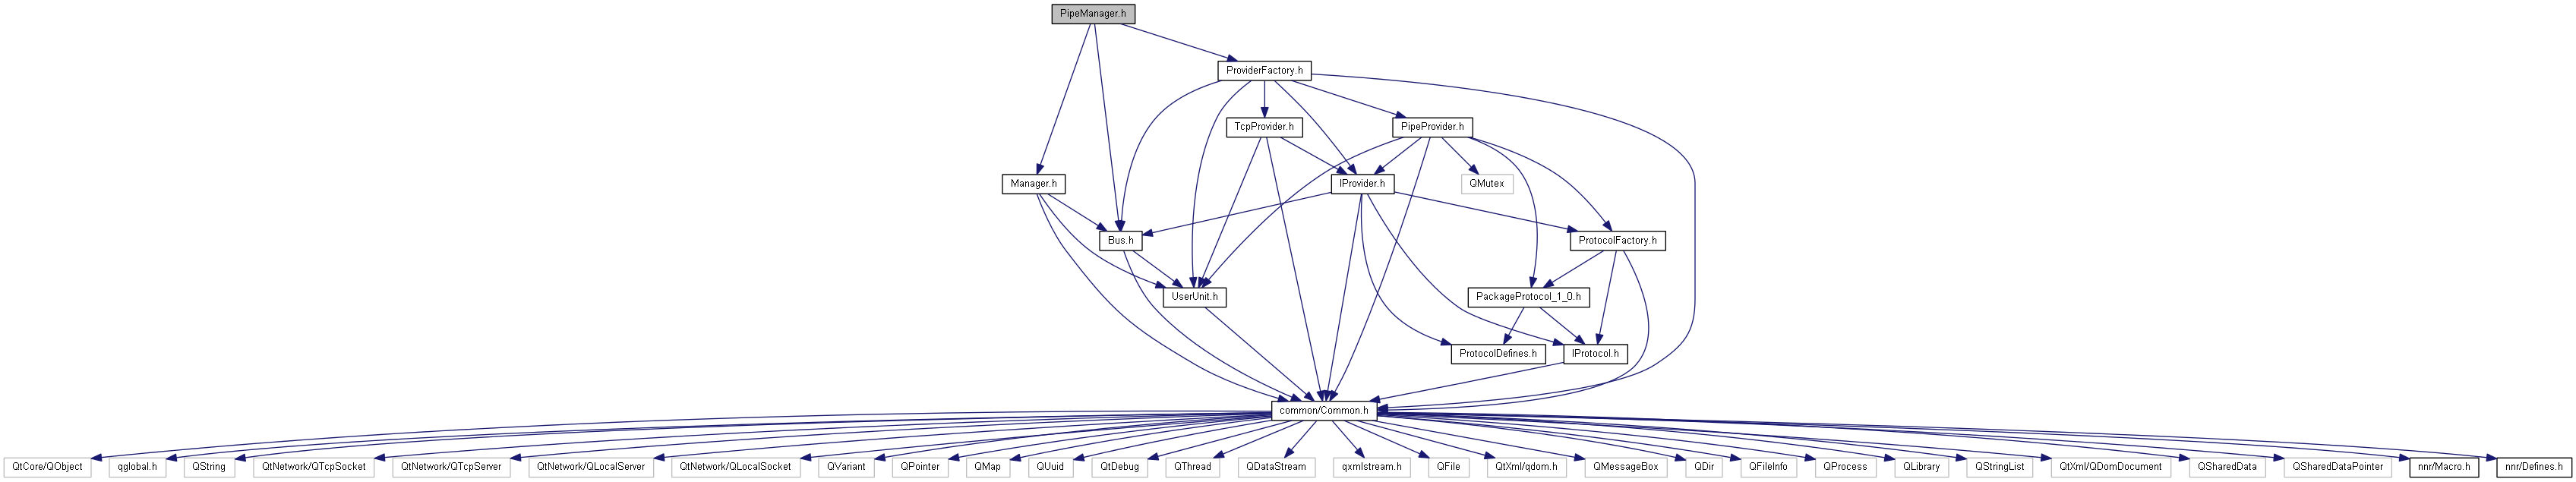 PipeManager.h
ProviderFactory.h
TcpProvider.h
PipeProvider.h
Manager.h
IProvider.h
QMutex
Bus.h
ProtocolFactory.h
UserUnit.h
PackageProtocol_1_0.h
ProtocolDefines.h
IProtocol.h
common/Common.h
QtCore/QObject
qglobal.h
QString
QtNetwork/QTcpSocket
QtNetwork/QTcpServer
QtNetwork/QLocalServer
QtNetwork/QLocalSocket
QVariant
QPointer
QMap
QUuid
QtDebug
QThread
QDataStream
qxmlstream.h
QFile
QtXml/qdom.h
QMessageBox
QDir
QFileInfo
QProcess
QLibrary
QStringList
QtXml/QDomDocument
QSharedData
QSharedDataPointer
nnr/Macro.h
nnr/Defines.h